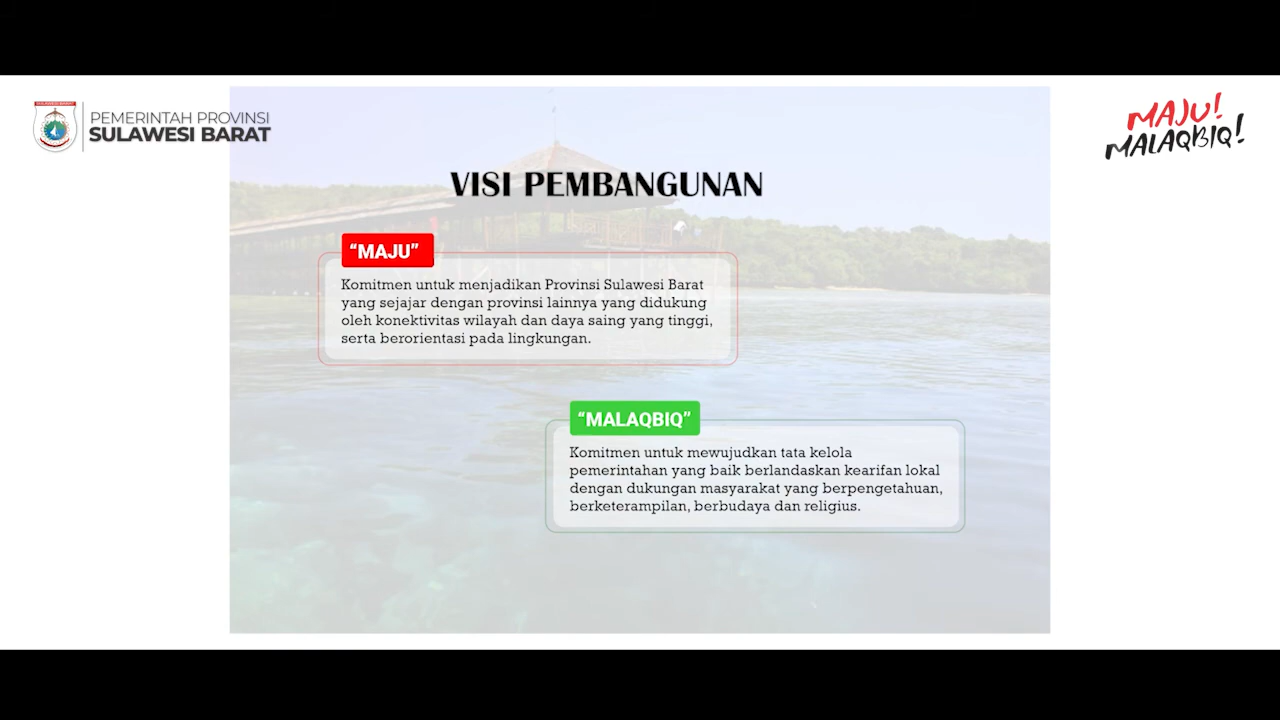 SULAWESI BARAT
PEMERINTAH PROVINSI
SULAWESI BARAT
MAJU!
MALAQBIQ!
VISI PEMBANGUNAN
“MAJU”
Komitmen untuk menjadikan Provinsi Sulawesi Barat
yang sejajar dengan provinsi lainnya yang didukung
oleh konektivitas wilayah dan daya saing yang tinggi,
serta berorientasi pada lingkungan.
“MALAQBIQ”
Komitmen untuk mewujudkan tata kelola
pemerintahan yang baik berlandaskan kearifan lokal
dengan dukungan masyarakat yang berpengetahuan,
berketerampilan, berbudaya dan religius.